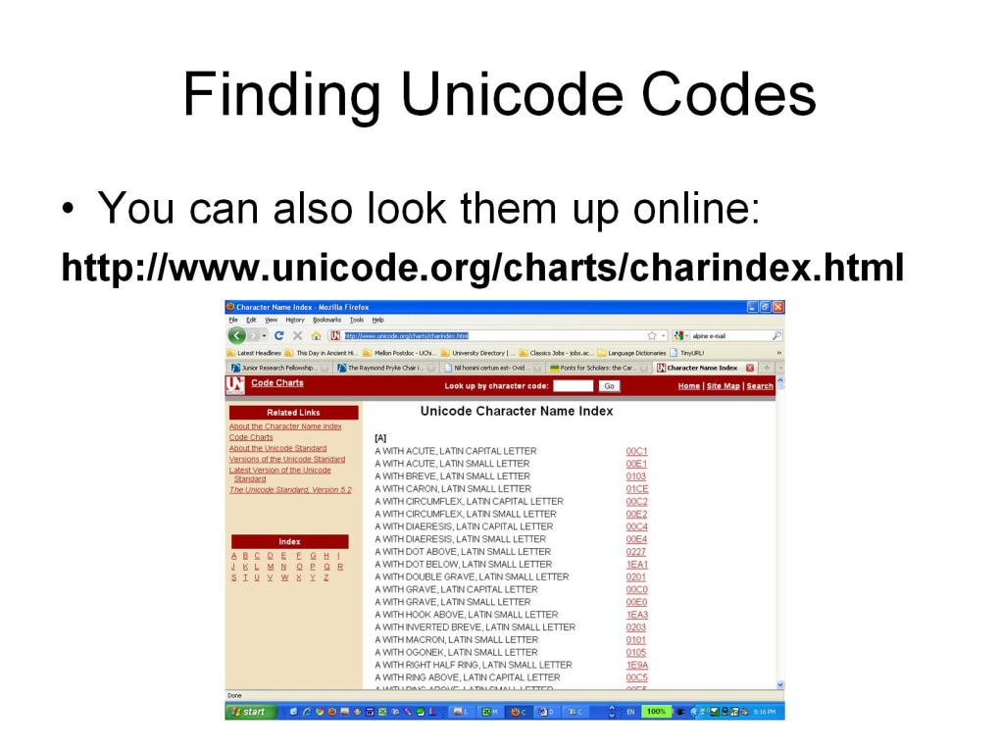 Finding Unicode Codes
• You can also look them up online:
http://www.unicode.org/charts/charindex.html
Character Name Index - Mozilla Firefox
File Edit View History Bookmarks Tools Help
http://www.unicode.org/charts/charindex.html alpine e-mail
Latest Headlines This Day in Ancient Hi... Mellon Postdoc - UChi... University Directory | ... Classics Jobs - jobs.ac... Language Dictionaries TinyURL!
Junior Research Fellowship... The Raymond Pryke Chair i... Nil homini certum est- Ovid ... Fonts for Scholars: the Car... Character Name Index
Code Charts Look up by character code: Go Home | Site Map | Search
Related Links
About the Character Name Index
Code Charts
About the Unicode Standard
Versions of the Unicode Standard
Latest Version of the Unicode
Standard
The Unicode Standard, Version 5.2
Index
A B C D E F G H I
J K L M N O P Q R
S T U V W X Y Z
Unicode Character Name Index
[A]
A WITH ACUTE, LATIN CAPITAL LETTER 00C1
A WITH ACUTE, LATIN SMALL LETTER 00E1
A WITH BREVE, LATIN SMALL LETTER 0103
A WITH CARON, LATIN SMALL LETTER 01CE
A WITH CIRCUMFLEX, LATIN CAPITAL LETTER 00C2
A WITH CIRCUMFLEX, LATIN SMALL LETTER 00E2
A WITH DIAERESIS, LATIN CAPITAL LETTER 00C4
A WITH DIAERESIS, LATIN SMALL LETTER 00E4
A WITH DOT ABOVE, LATIN SMALL LETTER 0227
A WITH DOT BELOW, LATIN SMALL LETTER 1EA1
A WITH DOUBLE GRAVE, LATIN SMALL LETTER 0201
A WITH GRAVE, LATIN CAPITAL LETTER 00C0
A WITH GRAVE, LATIN SMALL LETTER 00E0
A WITH HOOK ABOVE, LATIN SMALL LETTER 1EA3
A WITH INVERTED BREVE, LATIN SMALL LETTER 0203
A WITH MACRON, LATIN SMALL LETTER 0101
A WITH OGONEK, LATIN SMALL LETTER 0105
A WITH RIGHT HALF RING, LATIN SMALL LETTER 1E9A
A WITH RING ABOVE, LATIN CAPITAL LETTER 00C5
A WITH RING ABOVE, LATIN SMALL LETTER 00E5
Done
start EN 100% 8:16 PM